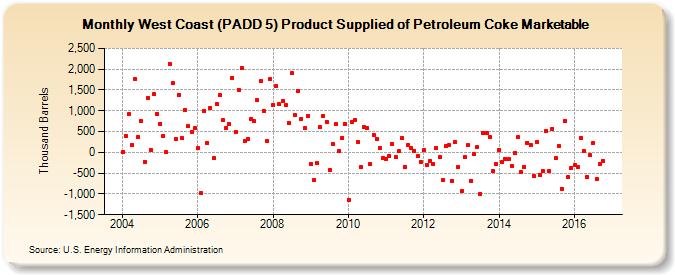 Monthly West Coast (PADD 5) Product Supplied of Petroleum Coke Marketable
Thousand Barrels
2,500
2,000
1,500
1,000
500
0
-500
-1,000
-1,500
2004 2006 2008 2010 2012 2014 2016
Source: U.S. Energy Information Administration